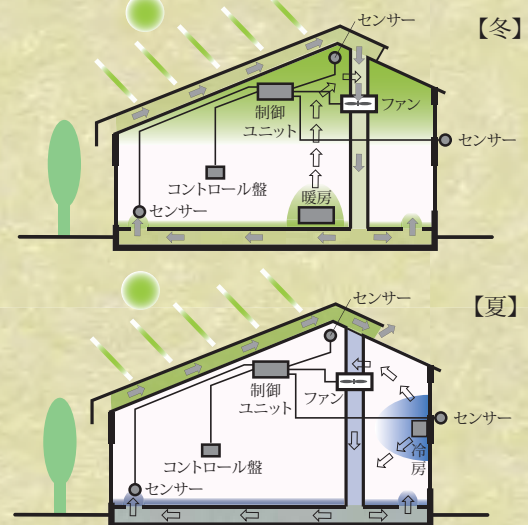 センサー
【冬】
制御
ユニット
ファン
センサー
コントロール盤
暖房
センサー
センサー
【夏】
制御
ユニット
ファン
センサー
冷
房
コントロール盤
センサー